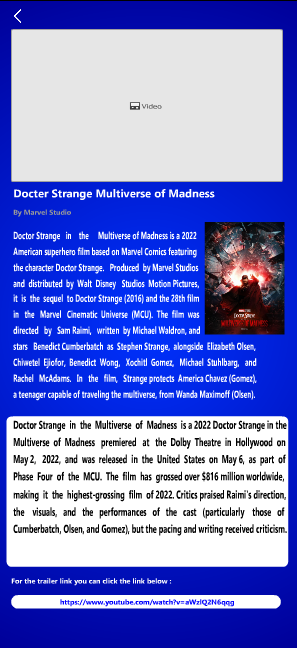 Video
Docter Strange Multiverse of Madness
By Marvel Studio
Doctor Strange in the Multiverse of Madness is a 2022
American superhero film based on Marvel Comics featuring
the character Doctor Strange. Produced by Marvel Studios
and distributed by Walt Disney Studios Motion Pictures,
it is the sequel to Doctor Strange (2016) and the 28th film
in the Marvel Cinematic Universe (MCU). The film was
directed by Sam Raimi, written by Michael Waldron, and
stars Benedict Cumberbatch as Stephen Strange, alongside Elizabeth Olsen,
Chiwetel Ejiofor, Benedict Wong, Xochitl Gomez, Michael Stuhlbarg, and
Rachel McAdams. In the film, Strange protects America Chavez (Gomez),
a teenager capable of traveling the multiverse, from Wanda Maximoff (Olsen).
Doctor Strange in the Multiverse of Madness is a 2022 Doctor Strange in the
Multiverse of Madness premiered at the Dolby Theatre in Hollywood on
May 2, 2022, and was released in the United States on May 6, as part of
Phase Four of the MCU. The film has grossed over $816 million worldwide,
making it the highest-grossing film of 2022. Critics praised Raimi's direction,
the visuals, and the performances of the cast (particularly those of
Cumberbatch, Olsen, and Gomez), but the pacing and writing received criticism.
For the trailer link you can click the link below :
https://www.youtube.com/watch?v=aWzlQ2N6qqg